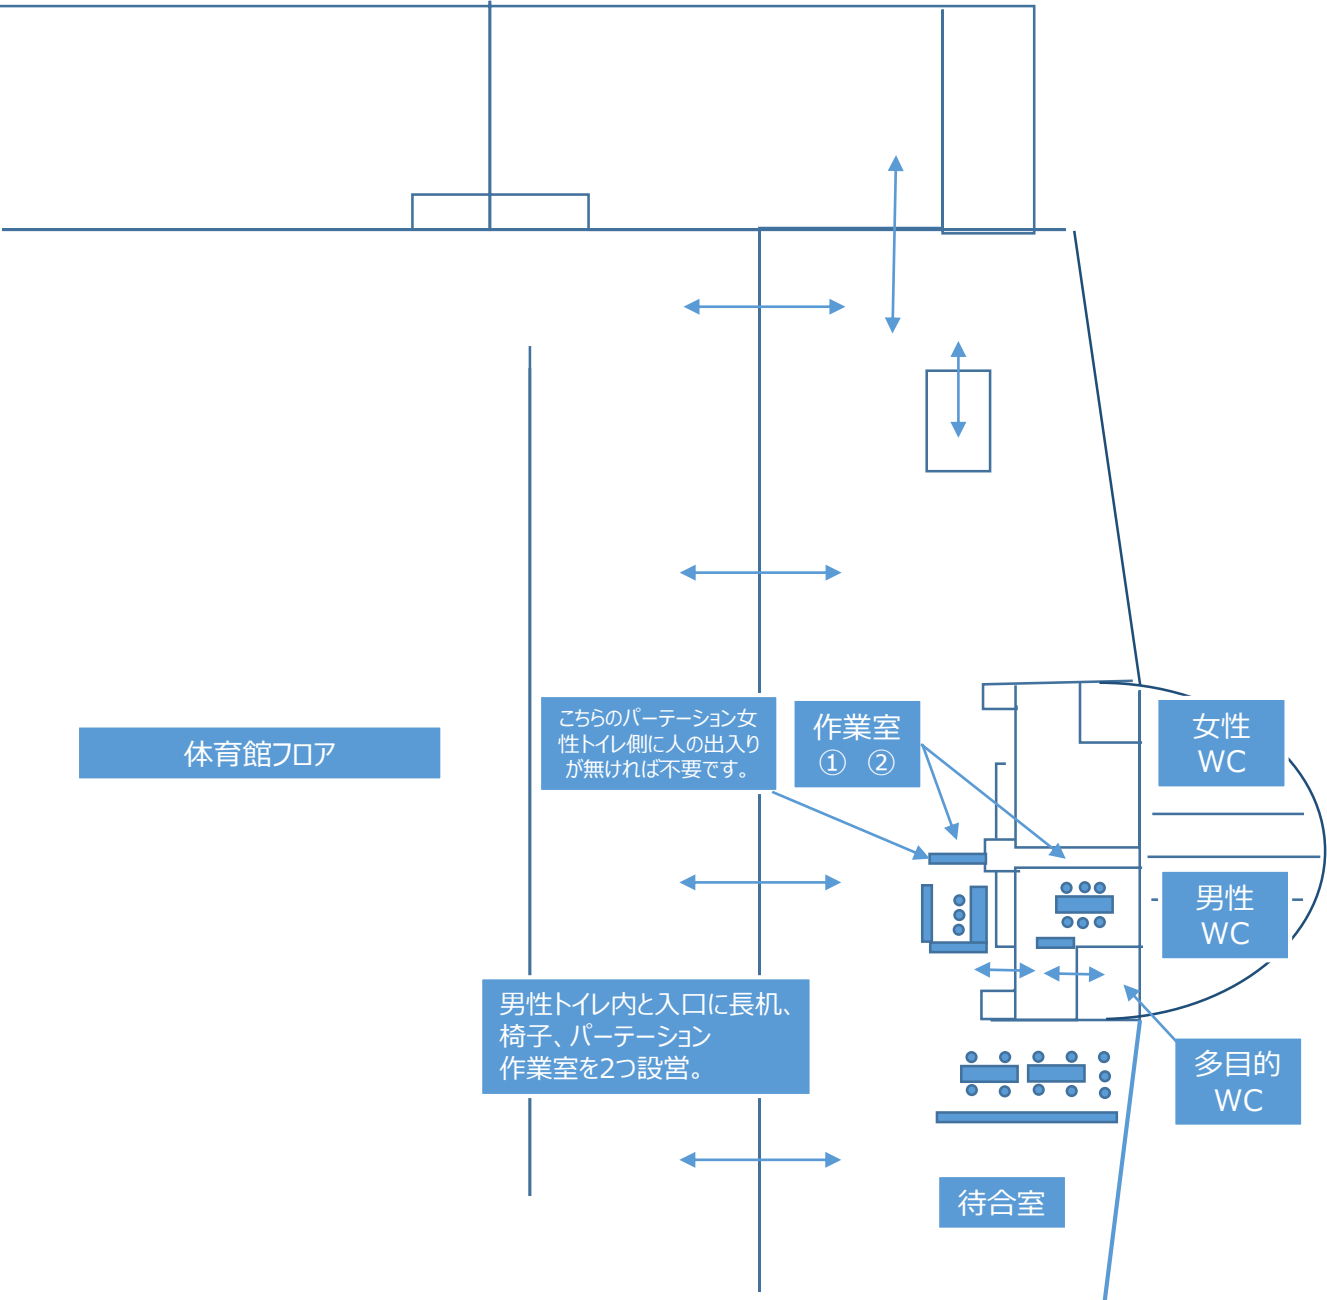 こちらのパーテーション女
性トイレ側に人の出入り
が無ければ不要です。
作業室
① ②
女性
WC
体育館フロア
男性
WC
男性トイレ内と入口に長机、
椅子、パーテーション
作業室を2つ設営。
多目的
WC
待合室